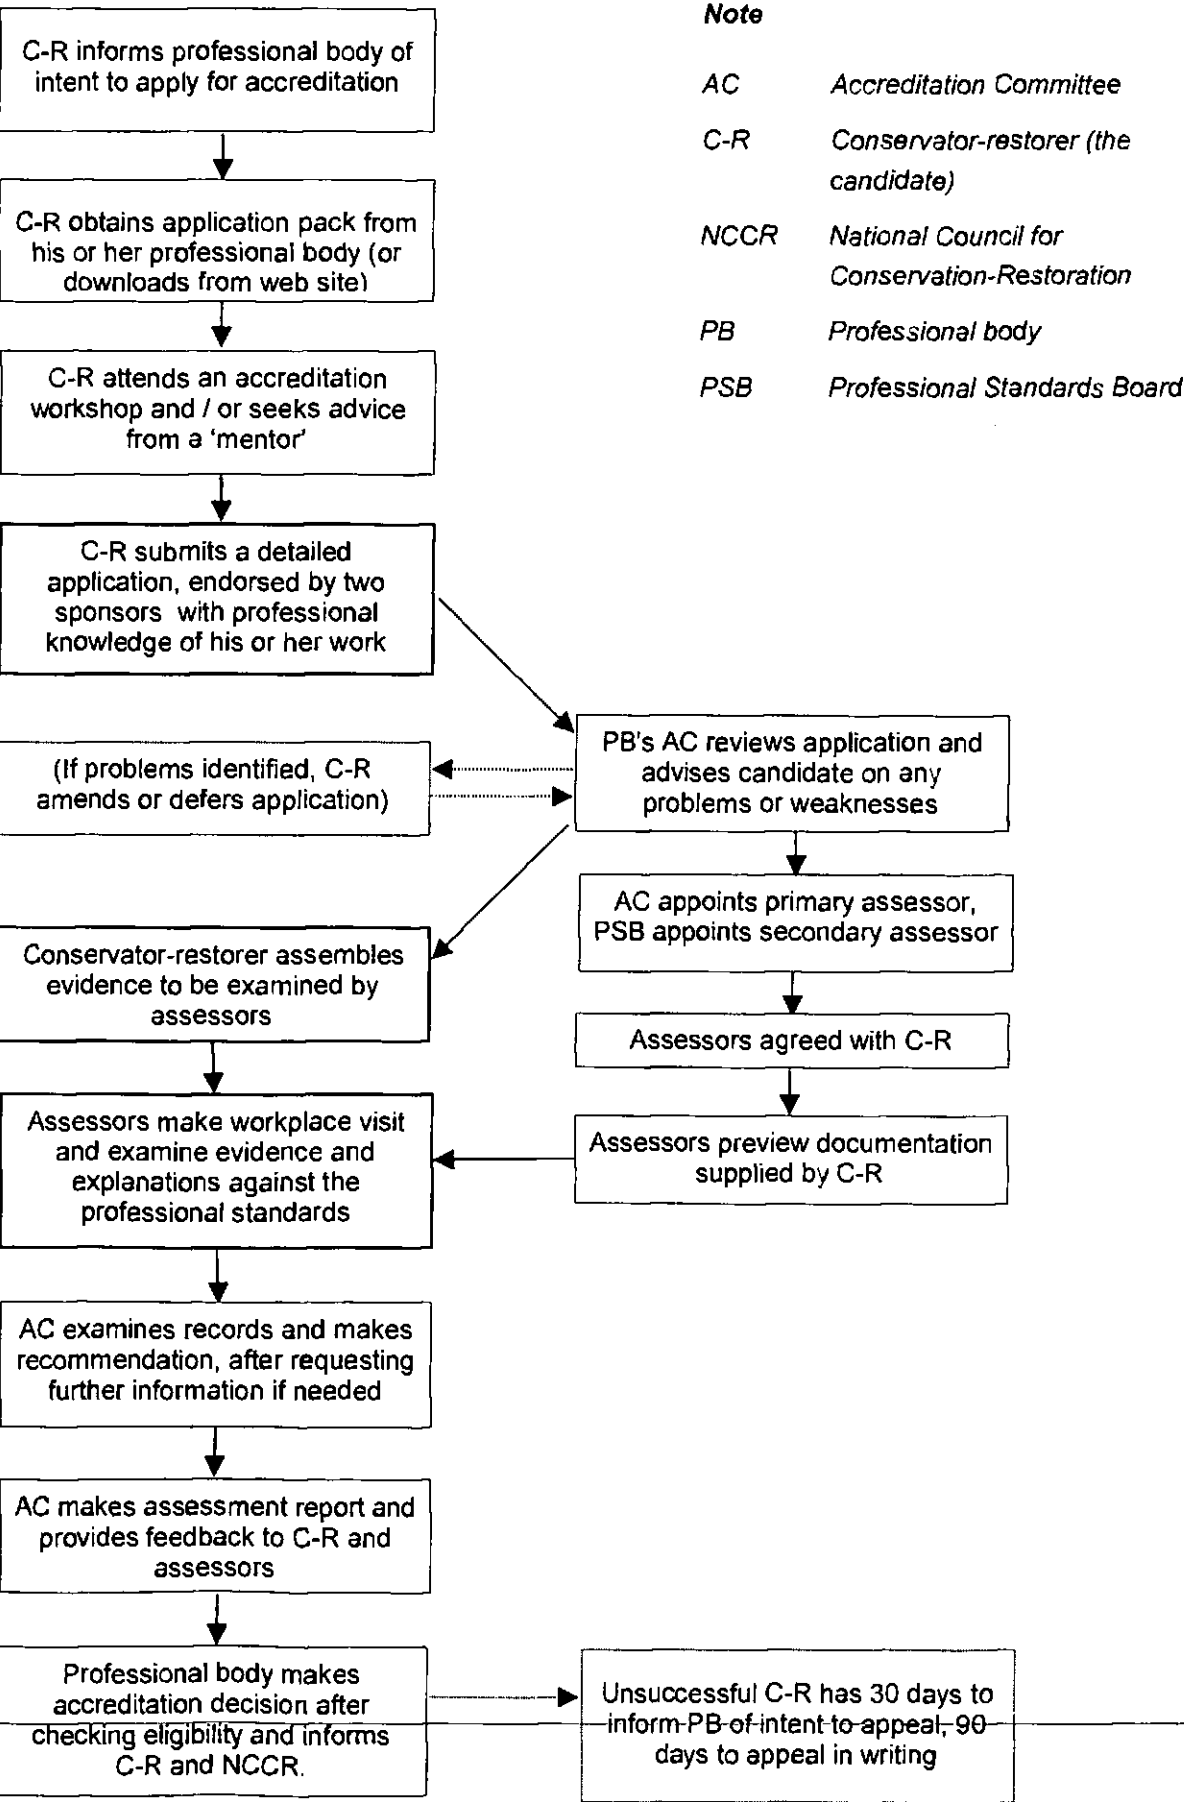 C-R informs professional body of
intent to apply for accreditation
C-R obtains application pack from
his or her professional body (or
downloads from web site)
C-R attends an accreditation
workshop and / or seeks advice
from a 'mentor'
C-R submits a detailed
application, endorsed by two
sponsors with professional
knowledge of his or her work
Note
AC Accreditation Committee
C-R Conservator-restorer (the
candidate)
NCCR National Council for
Conservation-Restoration
PB Professional body
PSB Professional Standards Board
PB's AC reviews application and
advises candidate on any
problems or weaknesses
(If problems identified, C-R
amends or defers application)
AC appoints primary assessor,
PSB appoints secondary assessor
Conservator-restorer assembles
evidence to be examined by
assessors
Assessors agreed with C-R
Assessors preview documentation
supplied by C-R
Assessors make workplace visit
and examine evidence and
explanations against the
professional standards
AC examines records and makes
recommendation, after requesting
further information if needed
AC makes assessment report and
provides feedback to C-R and
assessors
Professional body makes
accreditation decision after
checking eligibility and informs
C-R and NCCR.
Unsuccessful C-R has 30 days to
inform PB of intent to appeal, 90
days to appeal in writing